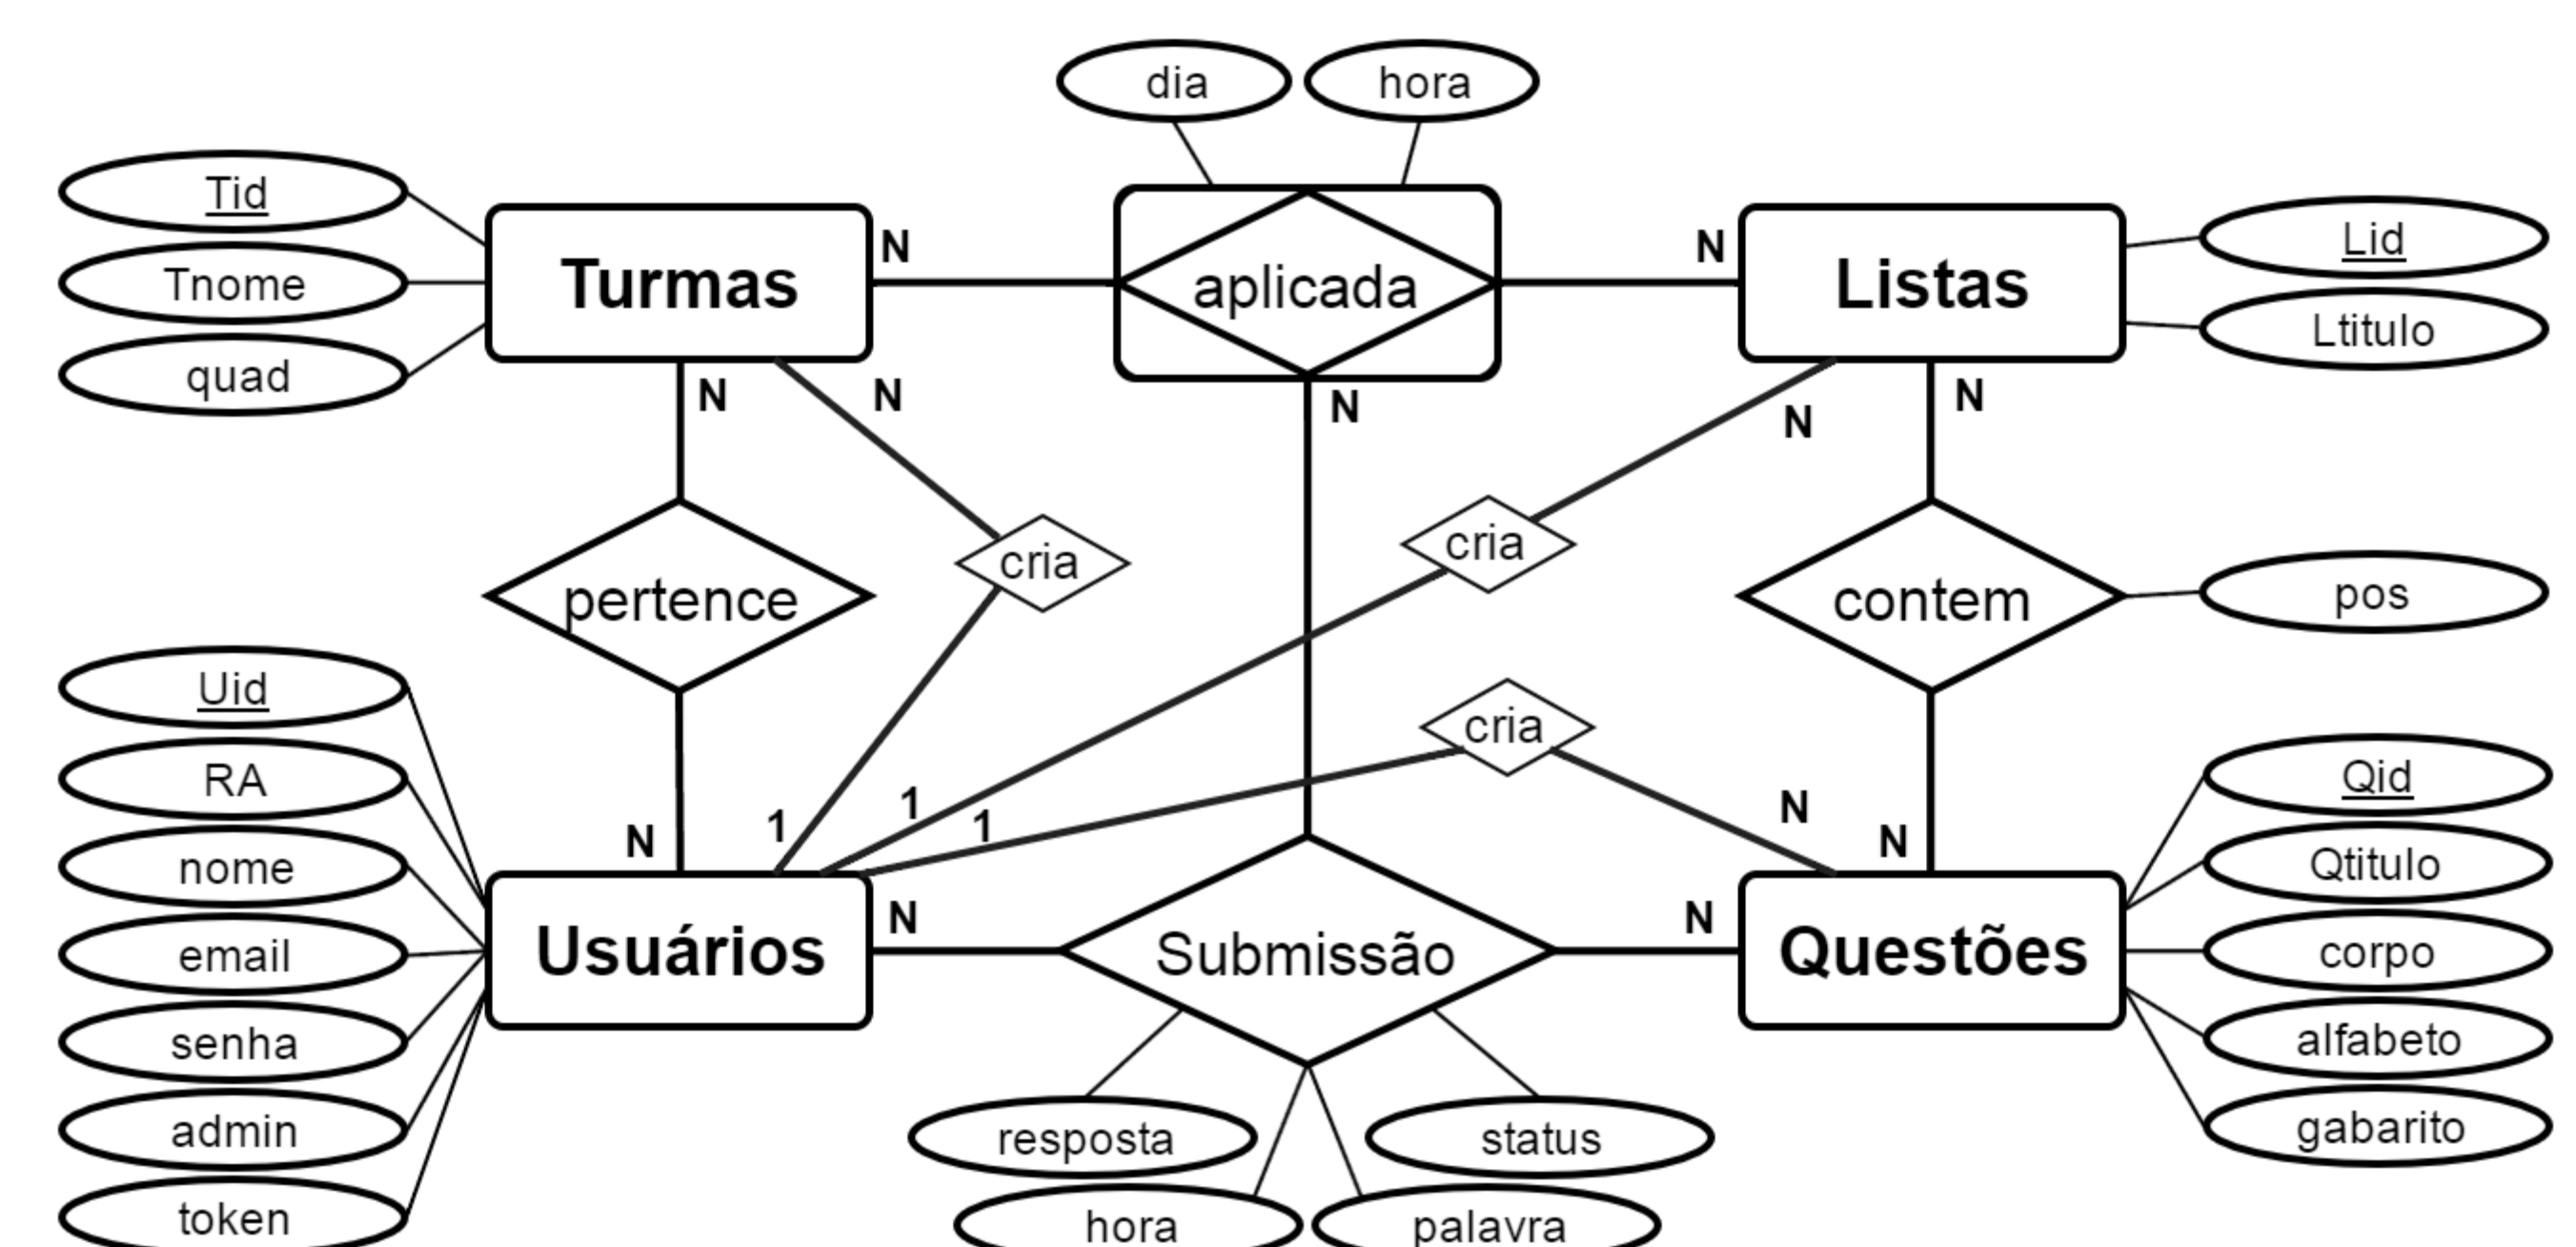 dia hora
Tid
Tnome
quad
Turmas
N
aplicada
N
Listas
Lid
Ltitulo
N
N
N
N
N
pertence
cria
cria
contem
pos
cria
Uid
RA
nome
email
senha
admin
token
N
1
1
1
N
N
Usuários
N
Submissão
N
Questões
Qid
Qtitulo
corpo
alfabeto
gabarito
resposta
status
hora
palavra